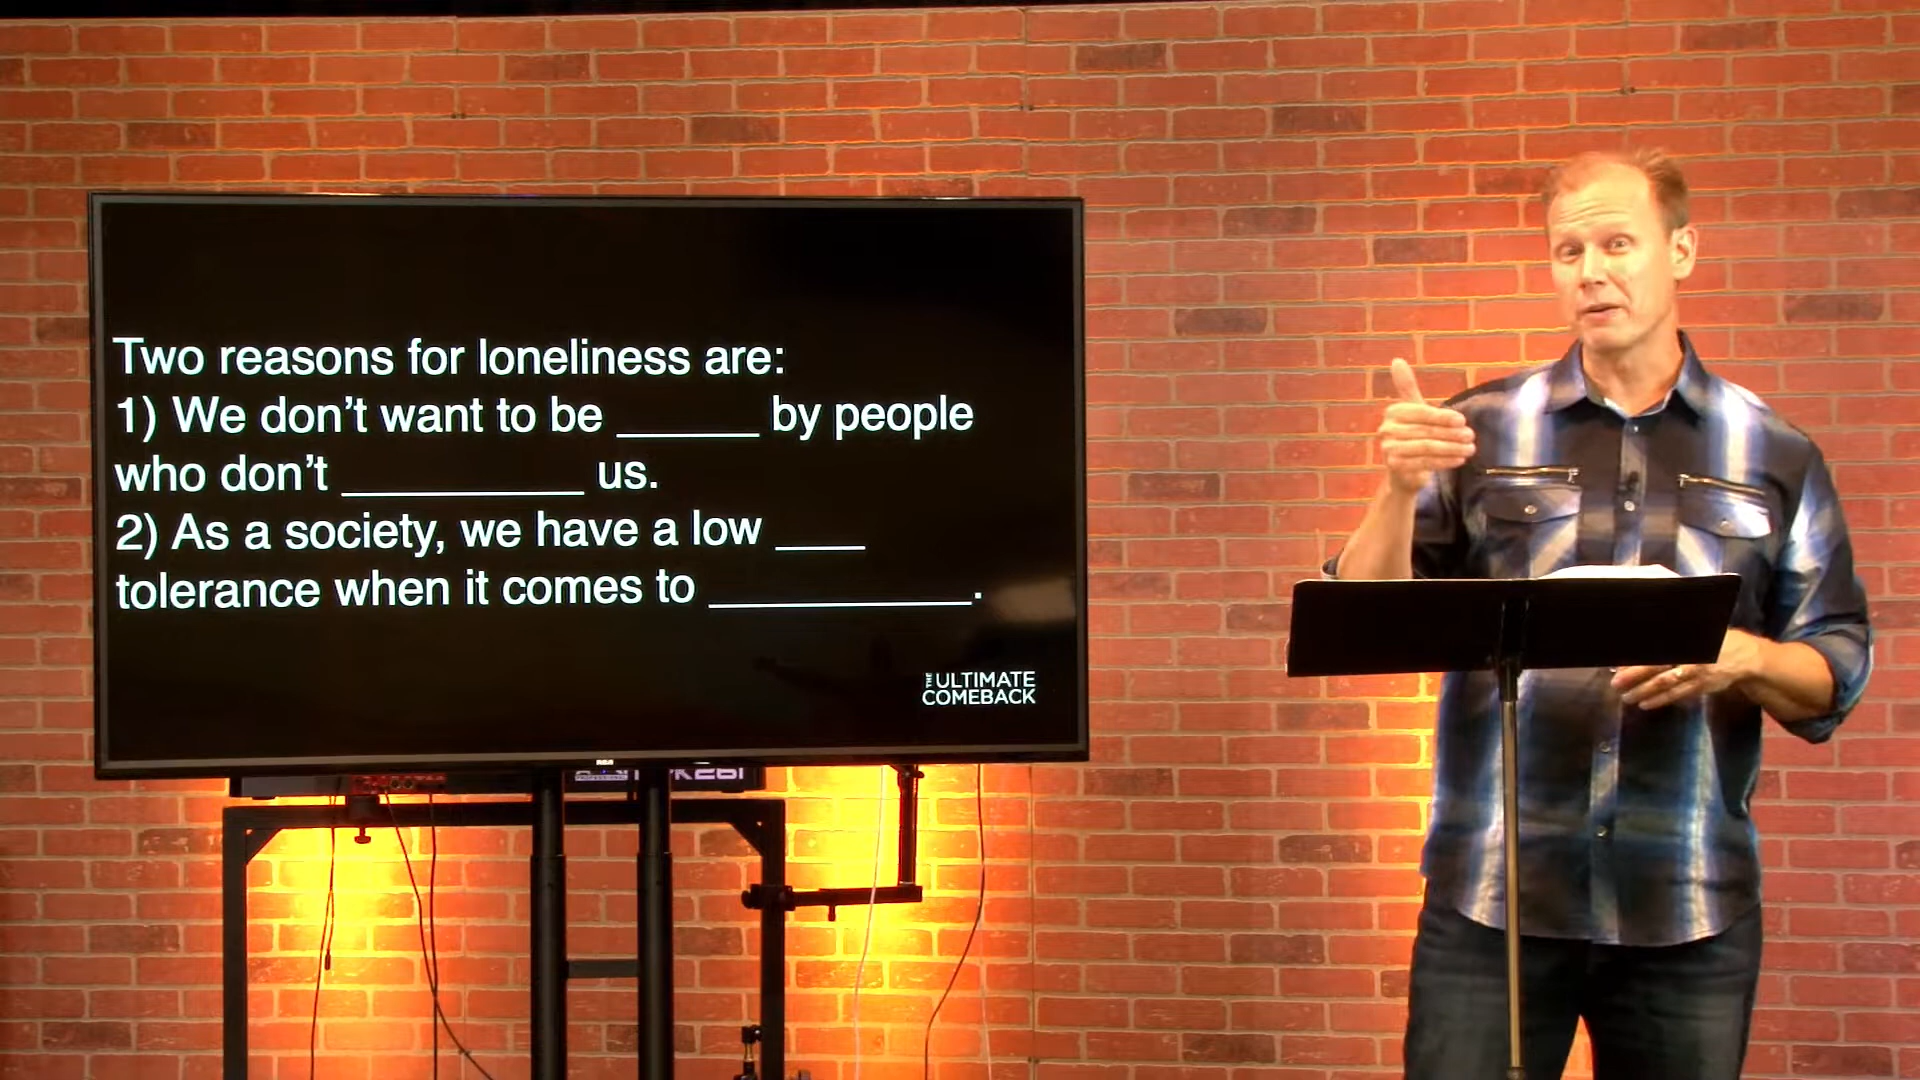 Two reasons for loneliness are:
1) We don’t want to be ______ by people
who don’t __________ us.
2) As a society, we have a low ____
tolerance when it comes to ___________.
THE ULTIMATE
COMEBACK
RCA